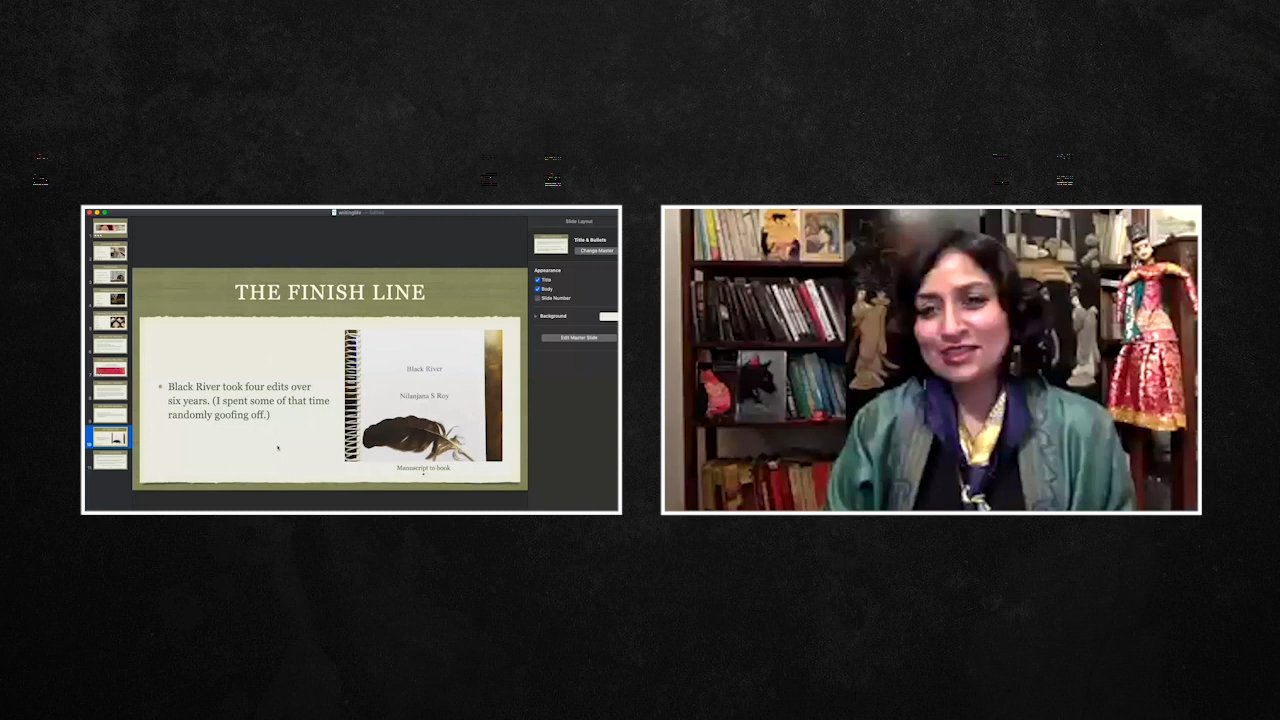 writinglife — Edited
THE FINISH LINE
Black River took four edits over
six years. (I spent some of that time
randomly goofing off.)
Black River
Nilanjana S Roy
Manuscript to book
Slide Layout
Title & Bullets
Change Master
Appearance
Title
Body
Slide Number
Background
Edit Master Slide